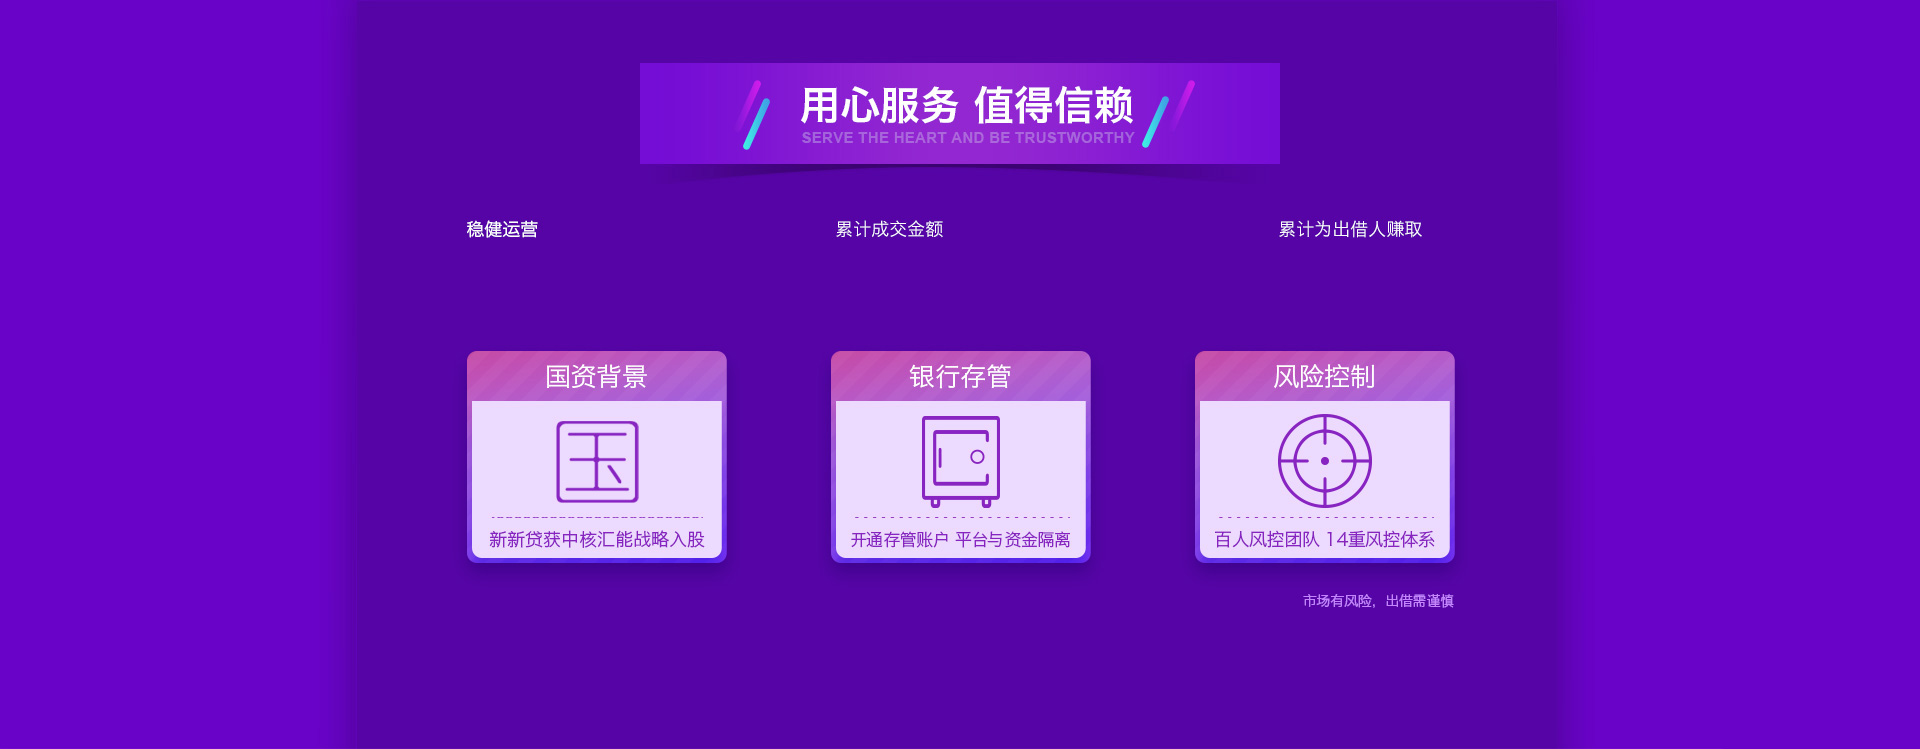 用心服务 值得信赖
SERVE THE HEART AND BE TRUSTWORTHY
稳健运营
累计成交金额
累计为出借人赚取
国资背景
新新贷获中核汇能战略入股
银行存管
开通存管账户 平台与资金隔离
风险控制
百人风控团队 14重风控体系
市场有风险，出借需谨慎